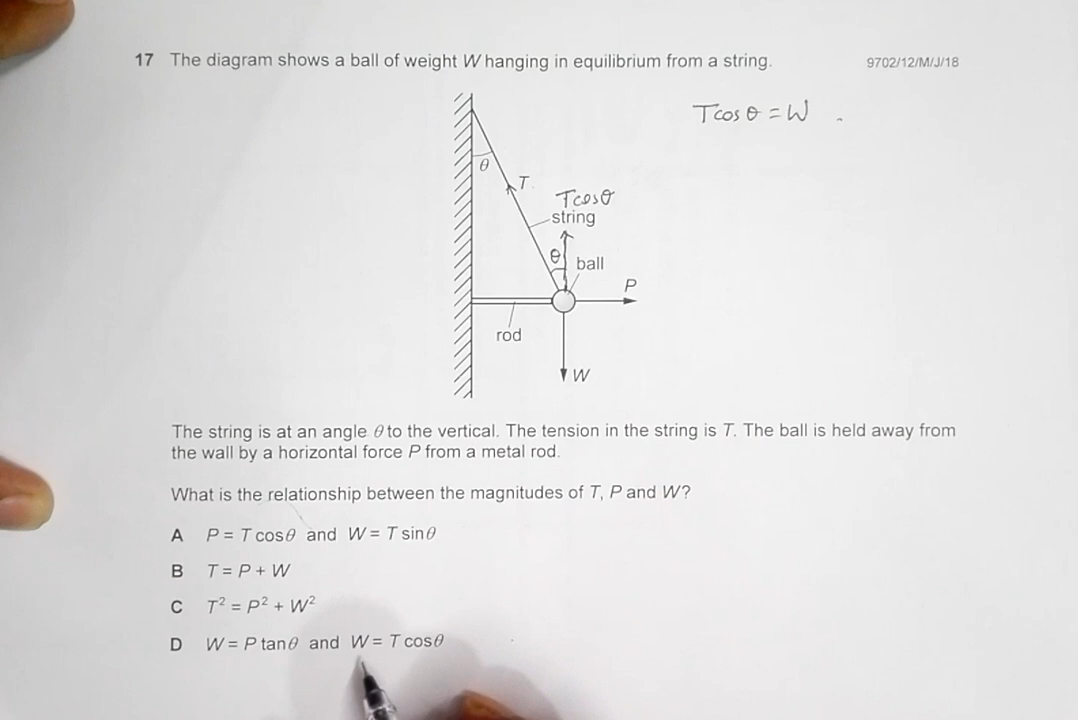 17 The diagram shows a ball of weight W hanging in equilibrium from a string. 9702/12/M/J/18
Tcosθ = W
θ
T
Tcosθ
string
θ
ball
P
rod
W
The string is at an angle θ to the vertical. The tension in the string is T. The ball is held away from
the wall by a horizontal force P from a metal rod.
What is the relationship between the magnitudes of T, P and W?
A P = T cosθ and W = T sinθ
B T = P + W
C T² = P² + W²
D W = P tanθ and W = T cosθ